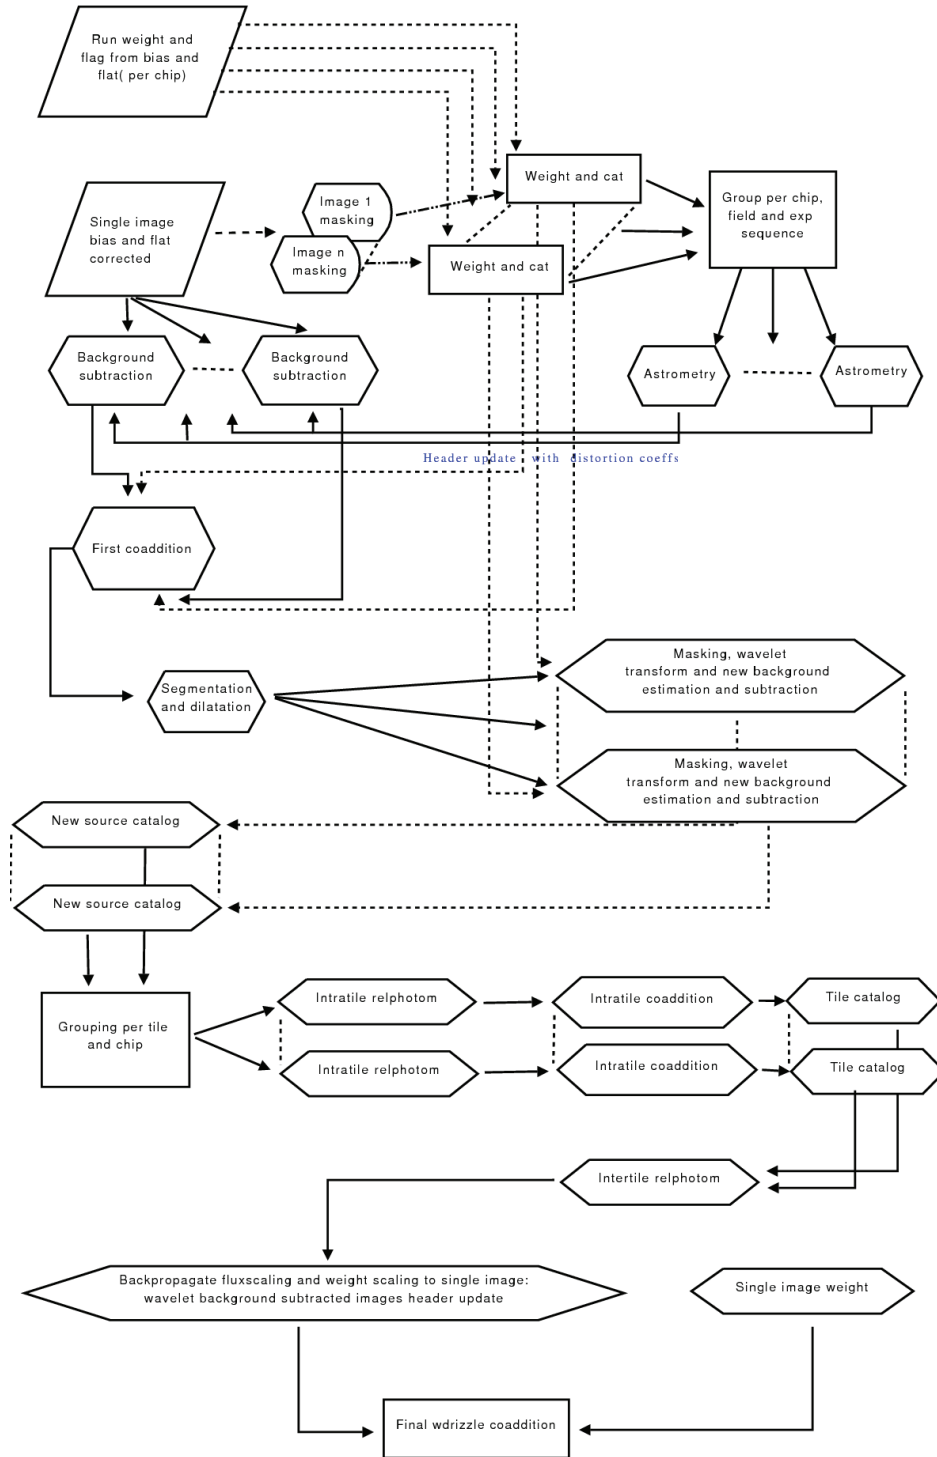 Run weight and
flag from bias and
flat( per chip)
Weight and cat
Group per chip,
field and exp
sequence
Image 1
masking
Single image
bias and flat
corrected
Image n
masking
Weight and cat
Background
subtraction
Background
subtraction
Astrometry
Astrometry
Header update with distortion coeffs
First coaddition
Masking, wavelet
transform and new background
estimation and subtraction
Segmentation
and dilatation
Masking, wavelet
transform and new background
estimation and subtraction
New source catalog
New source catalog
Grouping per tile
and chip
Intratile relphotom
Intratile coaddition
Tile catalog
Intratile relphotom
Intratile coaddition
Tile catalog
Intertile relphotom
Backpropagate fluxscaling and weight scaling to single image:
wavelet background subtracted images header update
Single image weight
Final wdrizzle coaddition